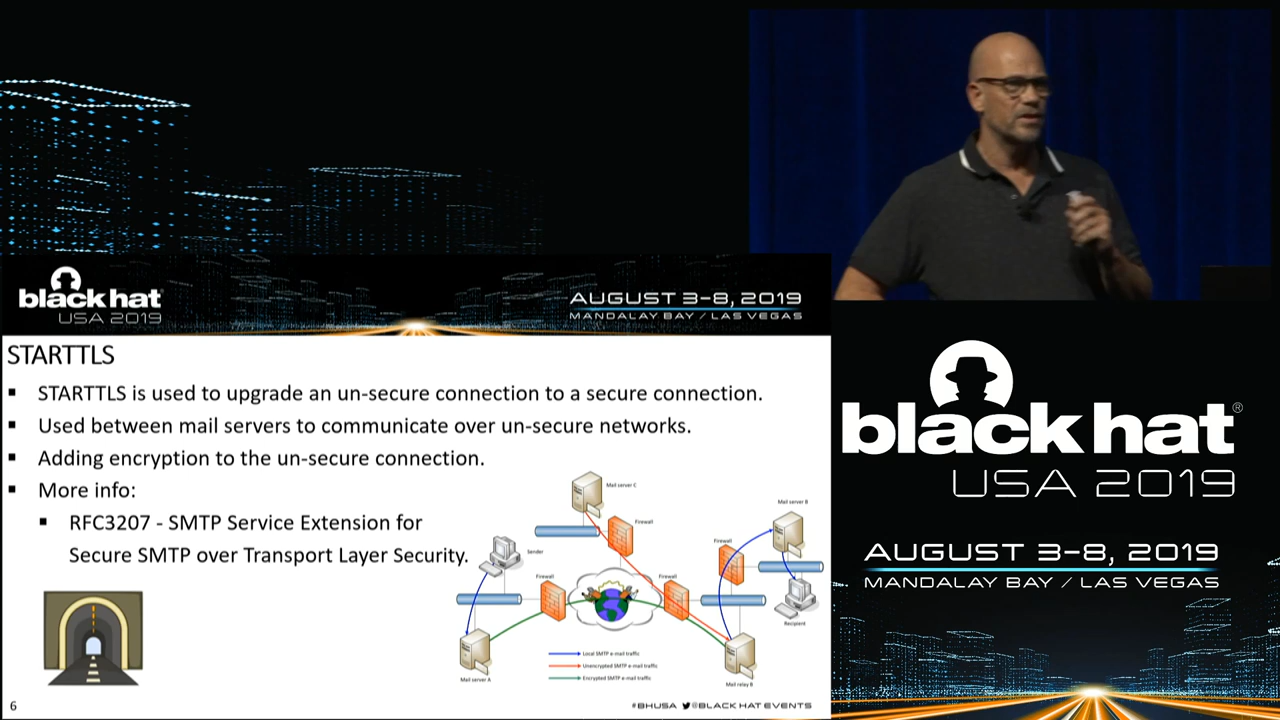 black hat
USA 2019
AUGUST 3–8, 2019
MANDALAY BAY / LAS VEGAS
STARTTLS
▪ STARTTLS is used to upgrade an un-secure connection to a secure connection.
▪ Used between mail servers to communicate over un-secure networks.
▪ Adding encryption to the un-secure connection.
▪ More info:
▪ RFC3207 - SMTP Service Extension for
Secure SMTP over Transport Layer Security.
Mail server C
Firewall
Sender
Firewall
Mail server A
Firewall
Mail server B
Firewall
Recipient
Mail relay B
Local SMTP e-mail traffic
Unencrypted SMTP e-mail traffic
Encrypted SMTP e-mail traffic
6
#BHUSA @BLACK HAT EVENTS
black hat®
USA 2019
AUGUST 3–8, 2019
MANDALAY BAY / LAS VEGAS